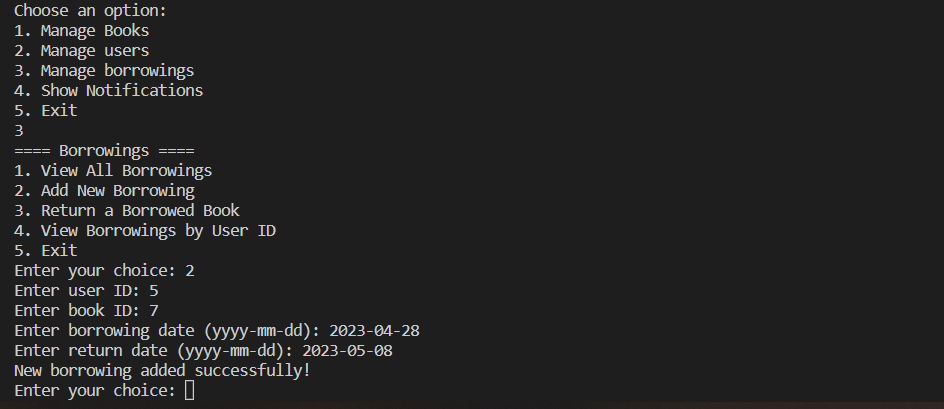 Choose an option:
1. Manage Books
2. Manage users
3. Manage borrowings
4. Show Notifications
5. Exit
3
==== Borrowings ====
1. View All Borrowings
2. Add New Borrowing
3. Return a Borrowed Book
4. View Borrowings by User ID
5. Exit
Enter your choice: 2
Enter user ID: 5
Enter book ID: 7
Enter borrowing date (yyyy-mm-dd): 2023-04-28
Enter return date (yyyy-mm-dd): 2023-05-08
New borrowing added successfully!
Enter your choice: